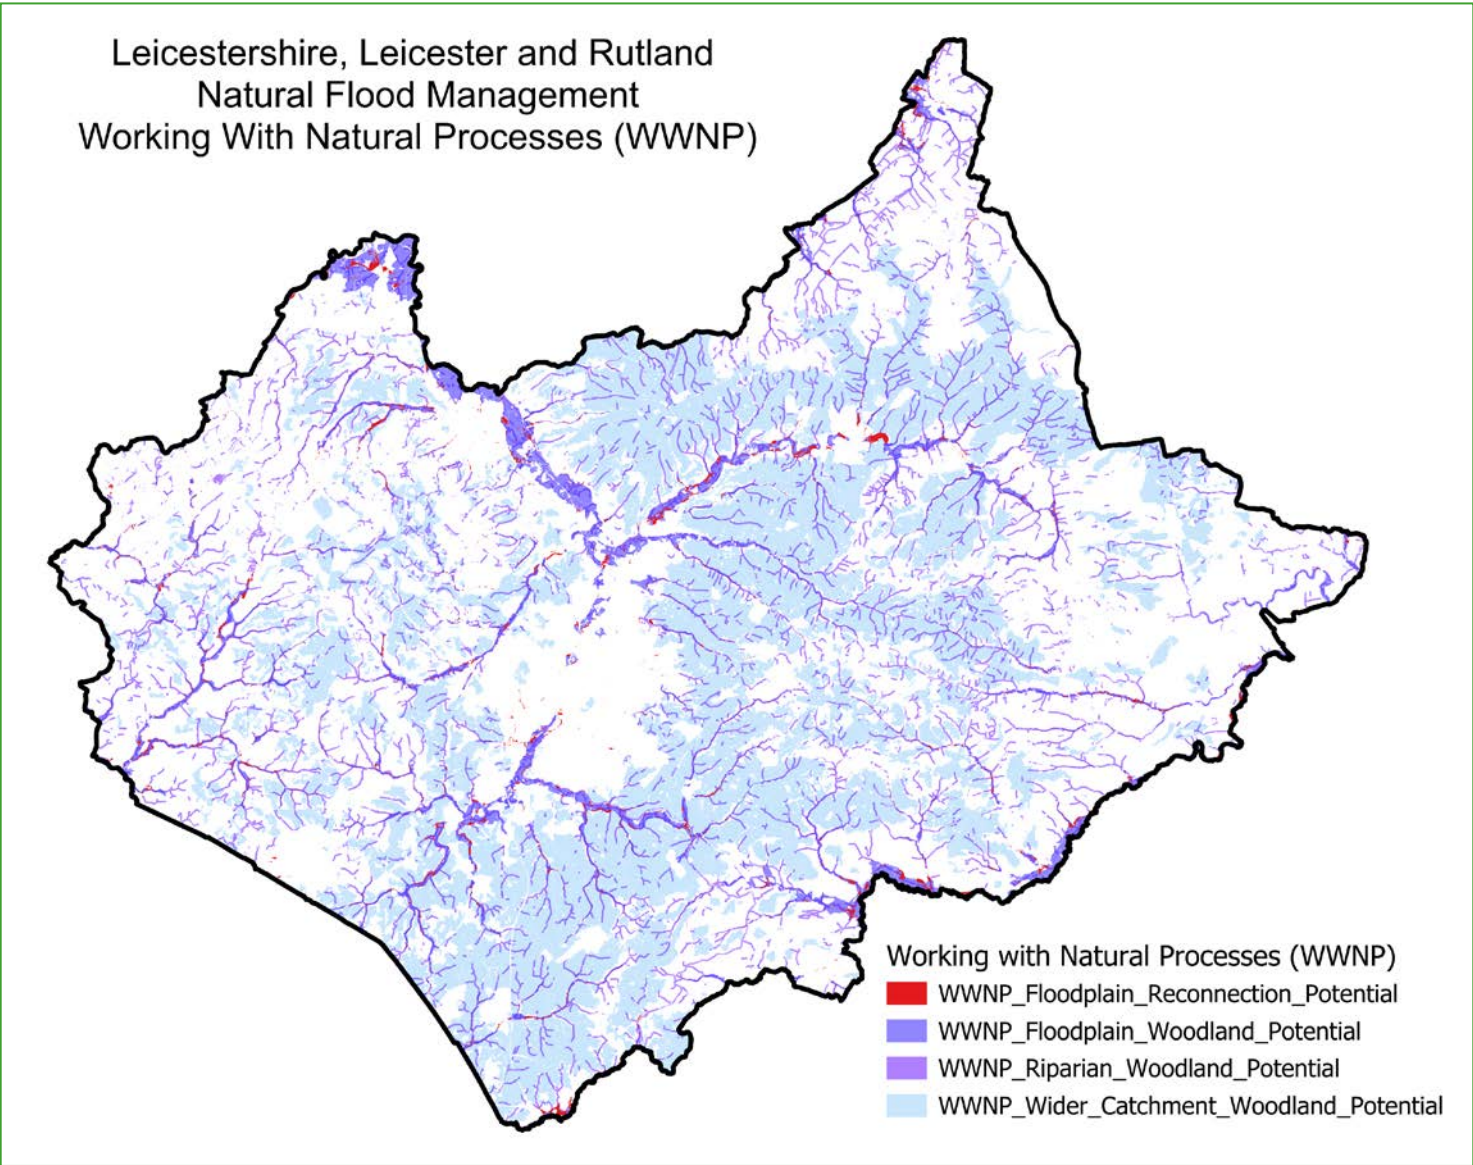 Leicestershire, Leicester and Rutland
Natural Flood Management
Working With Natural Processes (WWNP)
Working with Natural Processes (WWNP)
WWNP_Floodplain_Reconnection_Potential
WWNP_Floodplain_Woodland_Potential
WWNP_Riparian_Woodland_Potential
WWNP_Wider_Catchment_Woodland_Potential